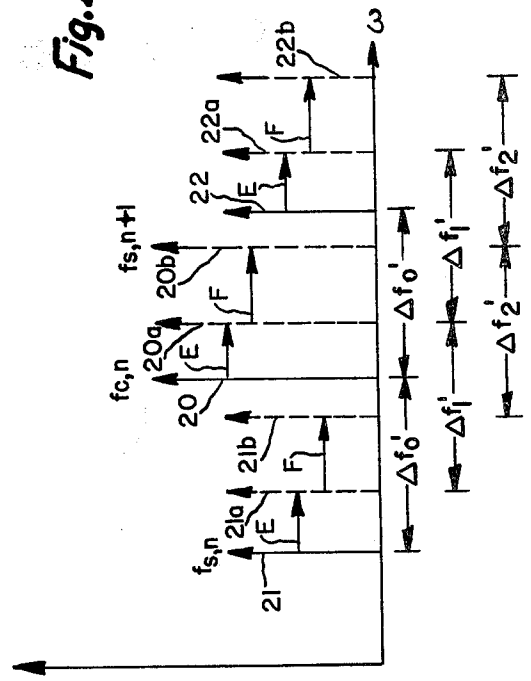 Fig.
fs,n
fc,n
fs,n+1
21
21a
21b
20
20a
20b
22
22a
22b
E
F
E
F
E
F
ω
Δf₀'
Δf₀'
Δf₁'
Δf₁'
Δf₂'
Δf₂'